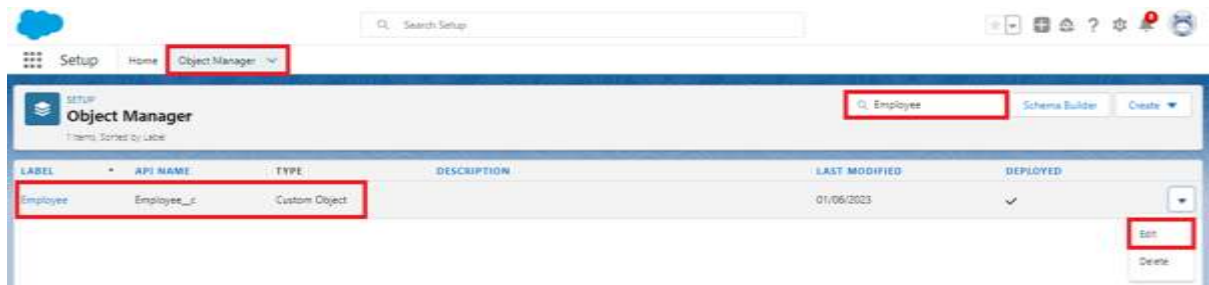 Search Setup
8
Setup Home Object Manager
SETUP
Object Manager
1 Items, Sorted by Label
Employee
Schema Builder
Create
LABEL API NAME TYPE DESCRIPTION LAST MODIFIED DEPLOYED
Employee Employee__c Custom Object 01/06/2023
Edit
Delete